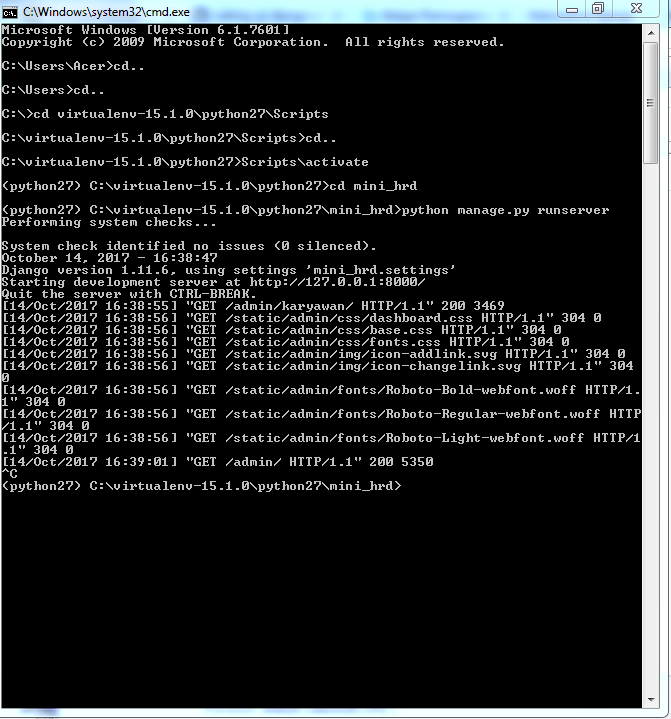 C:\Windows\system32\cmd.exe
Microsoft Windows [Version 6.1.7601]
Copyright (c) 2009 Microsoft Corporation.  All rights reserved.
C:\Users\Acer>cd..
C:\Users>cd..
C:\>cd virtualenv-15.1.0\python27\Scripts
C:\virtualenv-15.1.0\python27\Scripts>cd..
C:\virtualenv-15.1.0\python27>Scripts\activate
(python27) C:\virtualenv-15.1.0\python27>cd mini_hrd
(python27) C:\virtualenv-15.1.0\python27\mini_hrd>python manage.py runserver
Performing system checks...
System check identified no issues (0 silenced).
October 14, 2017 - 16:38:47
Django version 1.11.6, using settings 'mini_hrd.settings'
Starting development server at http://127.0.0.1:8000/
Quit the server with CTRL-BREAK.
[14/Oct/2017 16:38:55] "GET /admin/karyawan/ HTTP/1.1" 200 3469
[14/Oct/2017 16:38:56] "GET /static/admin/css/dashboard.css HTTP/1.1" 304 0
[14/Oct/2017 16:38:56] "GET /static/admin/css/base.css HTTP/1.1" 304 0
[14/Oct/2017 16:38:56] "GET /static/admin/css/fonts.css HTTP/1.1" 304 0
[14/Oct/2017 16:38:56] "GET /static/admin/img/icon-addlink.svg HTTP/1.1" 304 0
[14/Oct/2017 16:38:56] "GET /static/admin/img/icon-changelink.svg HTTP/1.1" 304
0
[14/Oct/2017 16:38:56] "GET /static/admin/fonts/Roboto-Bold-webfont.woff HTTP/1.
1" 304 0
[14/Oct/2017 16:38:56] "GET /static/admin/fonts/Roboto-Regular-webfont.woff HTTP
/1.1" 304 0
[14/Oct/2017 16:38:56] "GET /static/admin/fonts/Roboto-Light-webfont.woff HTTP/1
.1" 304 0
[14/Oct/2017 16:39:01] "GET /admin/ HTTP/1.1" 200 5350
^C
(python27) C:\virtualenv-15.1.0\python27\mini_hrd>